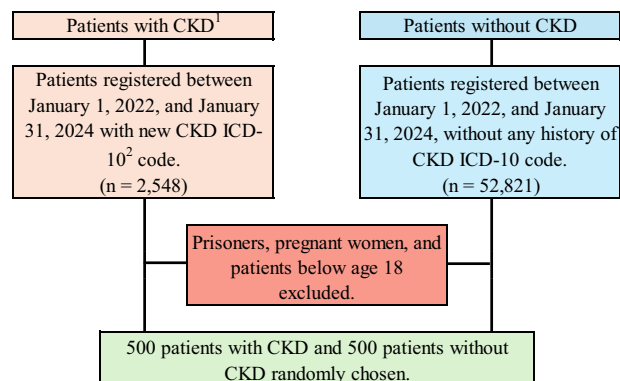 Patients with CKD1
Patients without CKD
Patients registered between
January 1, 2022, and January
31, 2024 with new CKD ICD-
102 code.
(n = 2,548)
Patients registered between
January 1, 2022, and January
31, 2024, without any history of
CKD ICD-10 code.
(n = 52,821)
Prisoners, pregnant women, and
patients below age 18
excluded.
500 patients with CKD and 500 patients without
CKD randomly chosen.